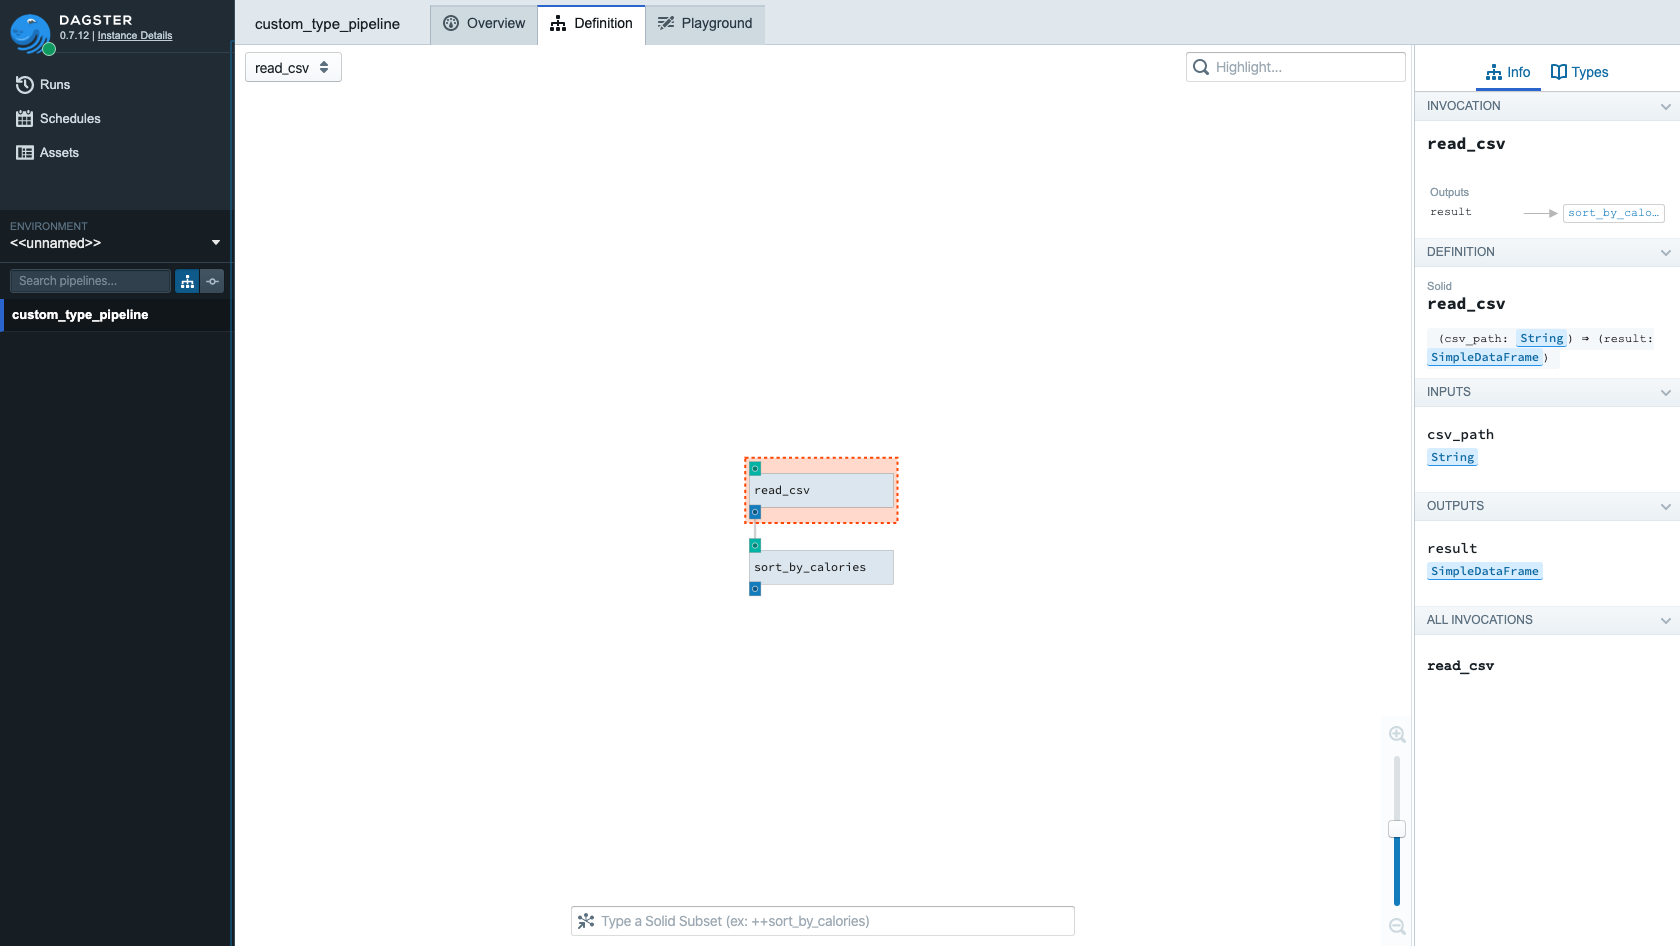 DAGSTER
0.7.12 | Instance Details
Runs
Schedules
Assets
ENVIRONMENT
<<unnamed>>
Search pipelines...
custom_type_pipeline
custom_type_pipeline
Overview
Definition
Playground
read_csv
Highlight...
read_csv
sort_by_calories
Type a Solid Subset (ex: ++sort_by_calories)
Info
Types
INVOCATION
read_csv
Outputs
result
sort_by_calo...
DEFINITION
Solid
read_csv
(csv_path: String) ⇒ (result:
SimpleDataFrame)
INPUTS
csv_path
String
OUTPUTS
result
SimpleDataFrame
ALL INVOCATIONS
read_csv